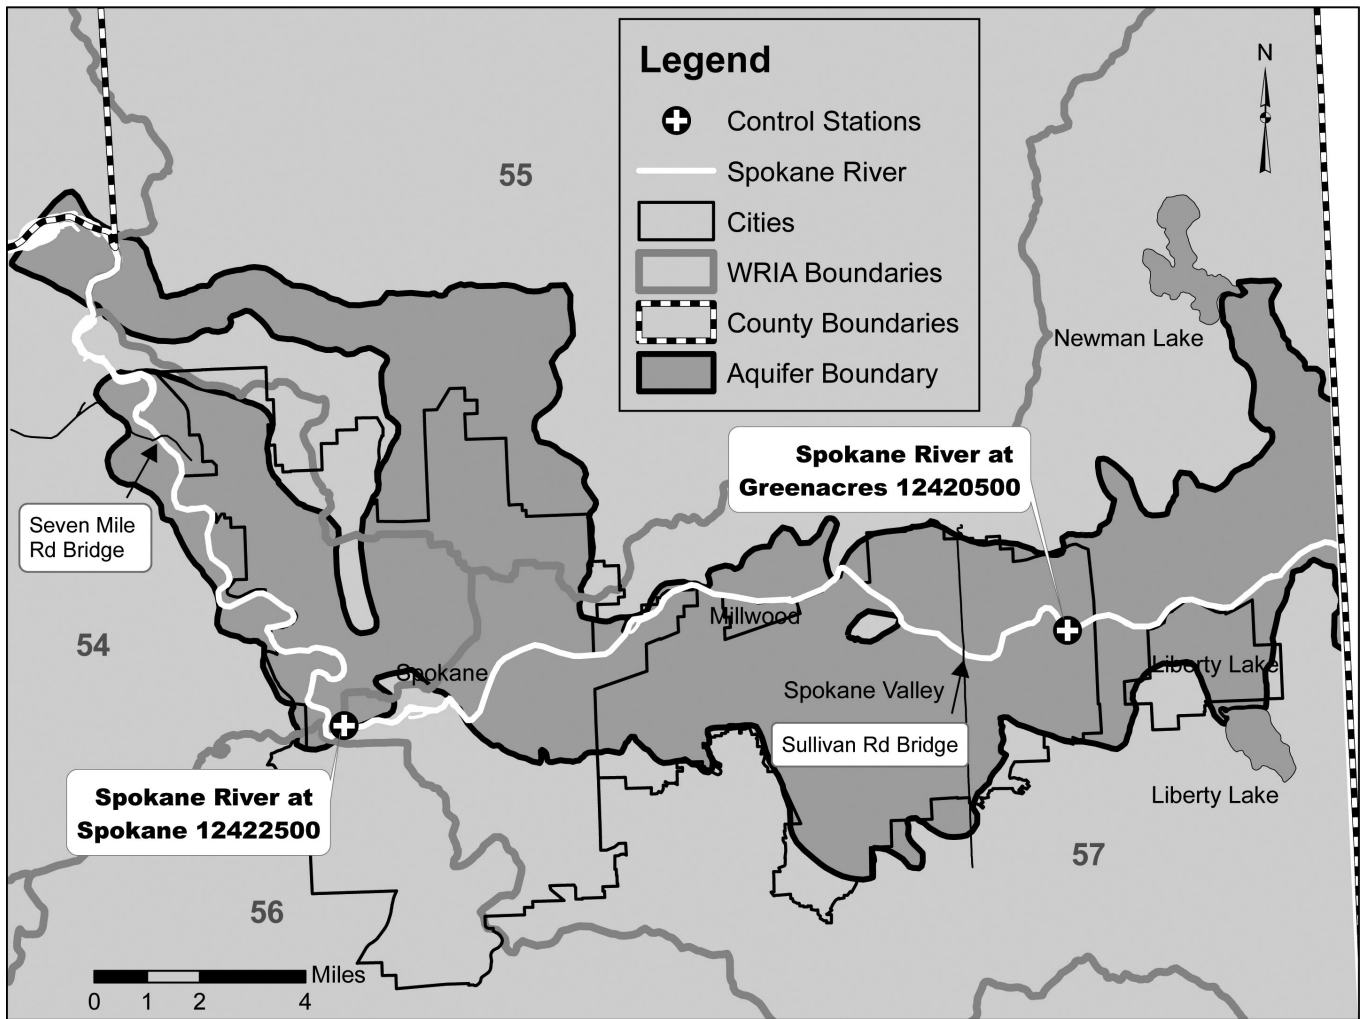 Legend
Control Stations
Spokane River
Cities
WRIA Boundaries
County Boundaries
Aquifer Boundary
N
55
Newman Lake
Spokane River at
Greenacres 12420500
Seven Mile
Rd Bridge
54
Millwood
Spokane
Liberty Lake
Spokane Valley
Sullivan Rd Bridge
Spokane River at
Spokane 12422500
Liberty Lake
57
56
Miles
0 1 2 4